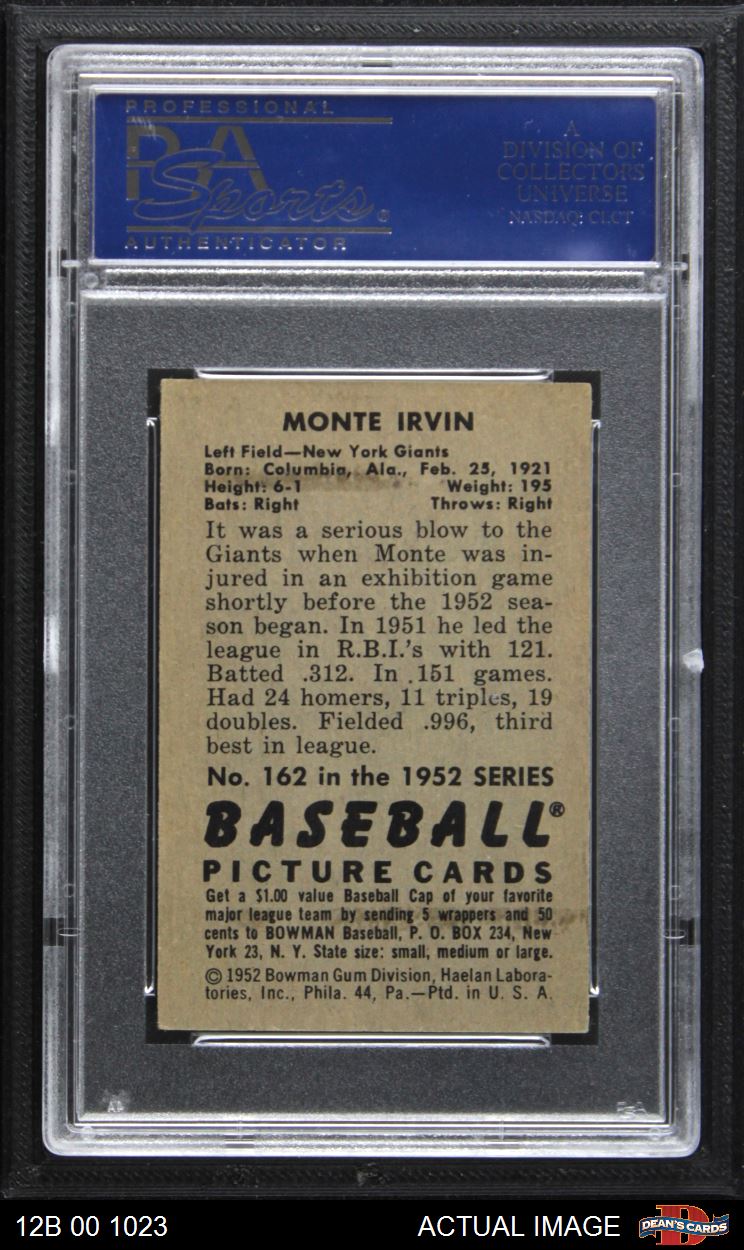 PROFESSIONAL
PSA
Sports®
AUTHENTICATOR
A
DIVISION OF
COLLECTORS
UNIVERSE
NASDAQ: CLCT
MONTE IRVIN
Left Field—New York Giants
Born: Columbia, Ala., Feb. 25, 1921
Height: 6-1 Weight: 195
Bats: Right Throws: Right
It was a serious blow to the
Giants when Monte was in-
jured in an exhibition game
shortly before the 1952 sea-
son began. In 1951 he led the
league in R.B.I.'s with 121.
Batted .312. In 151 games.
Had 24 homers, 11 triples, 19
doubles. Fielded .996, third
best in league.
No. 162 in the 1952 SERIES
BASEBALL®
PICTURE CARDS
Get a $1.00 value Baseball Cap of your favorite
major league team by sending 5 wrappers and 50
cents to BOWMAN Baseball, P. O. BOX 234, New
York 23, N. Y. State size: small, medium or large.
© 1952 Bowman Gum Division, Haelan Labora-
tories, Inc., Phila. 44, Pa.—Ptd. in U. S. A.
12B 00 1023 ACTUAL IMAGE DEAN'S CARDS